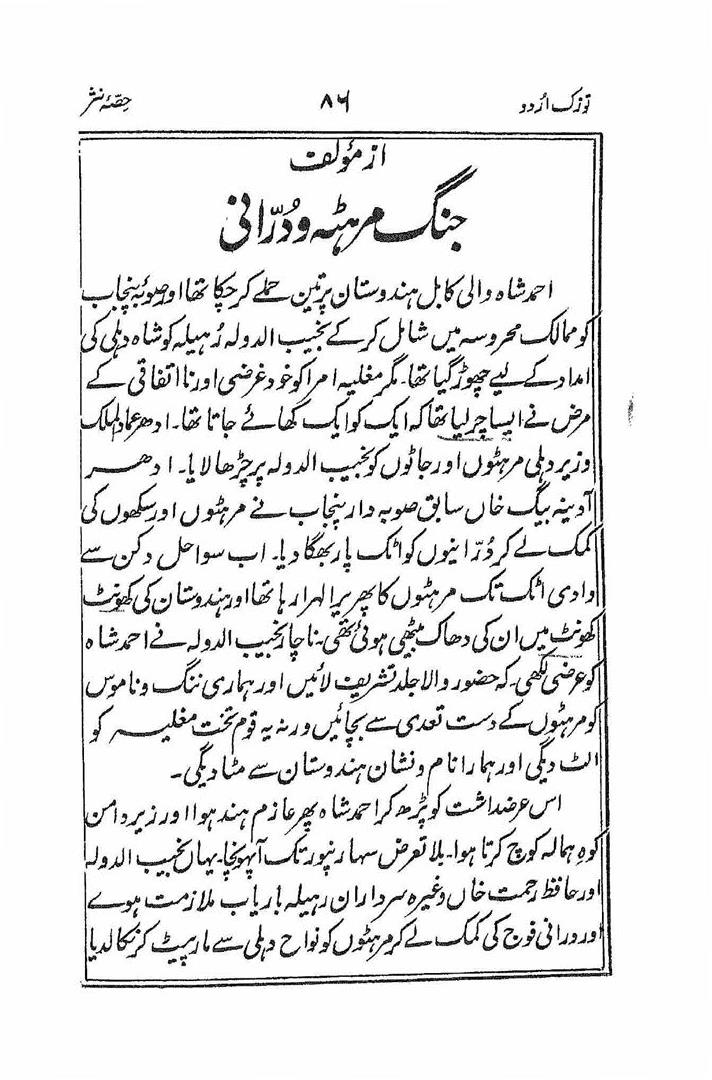 توزک اُردو
۸۶
حِصّۂ نثر
از مؤلف
جنگ مرہٹہ و دُرّانی
احمد شاہ والی کابل ہندوستان پر تین حملے کر چکا تھا اور صوبۂ پنجاب
کو ممالک محروسہ میں شامل کر کے نجیب الدولہ رُہیلہ کو شاہ دہلی کی
امداد کے لیے چھوڑ گیا تھا۔ مگر مغلیہ امرا کو خود غرضی اور نا اتفاقی کے
مرض نے ایسا چر لیا تھا کہ ایک کو ایک کھائے جاتا تھا۔ ادھر عماد الملک
وزیر دہلی مرہٹوں اور جاٹوں کو نجیب الدولہ پر چڑھا لایا۔ ادھر
آدینہ بیگ خاں سابق صوبہ دار پنجاب نے مرہٹوں اور سکھوں کی
کمک لے کر دُرّانیوں کو اٹک پار بھگا دیا۔ اب سواحل دکن سے
وادی اٹک تک مرہٹوں کا پھریرا لہرا رہا تھا اور ہندوستان کی کھونٹ
کھونٹ میں ان کی دھاک بیٹھی ہوئی تھی۔ ناچار نجیب الدولہ نے احمد شاہ
کو عرضی لکھی۔ کہ حضور والا جلد تشریف لائیں اور ہماری ننگ و ناموس
کو مرہٹوں کے دست تعدی سے بچائیں ورنہ یہ قوم تخت مغلیہ کو
الٹ دیگی اور ہمارا نام و نشان ہندوستان سے مٹا دیگی۔
اس عرضداشت کو پڑھ کر احمد شاہ پھر عازم ہند ہوا اور زیر دامن
کوہِ ہمالہ کوچ کرتا ہوا۔ بلا تعرض سہارنپور تک آپہونچا۔ یہاں نجیب الدولہ
اور حافظ رحمت خاں وغیرہ سرداران رہیلہ باریاب ملازمت ہوے
اور درانی فوج کی کمک لے کر مرہٹوں کو نواح دہلی سے مار پیٹ کر نکالدیا